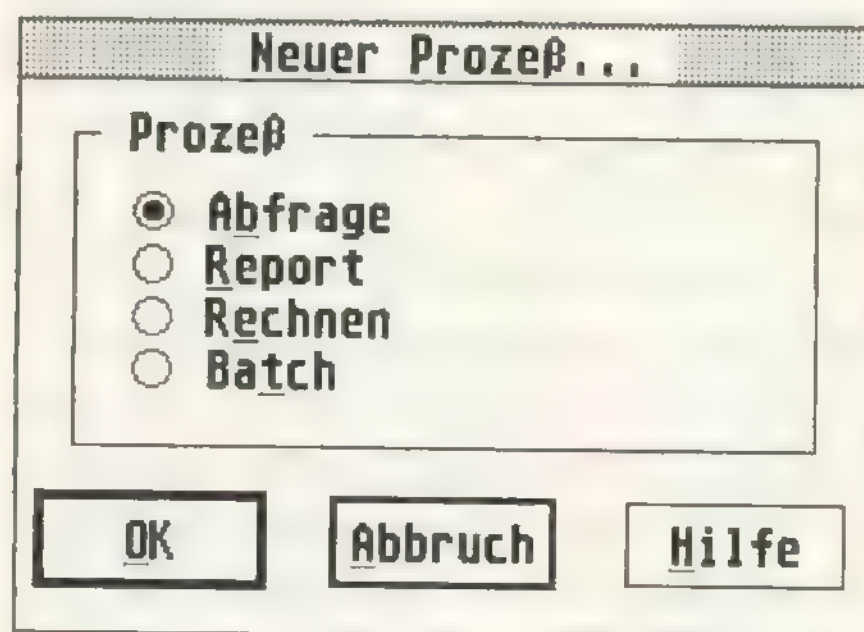 Neuer Prozeß...
Prozeß
Abfrage
Report
Rechnen
Batch
OK
Abbruch
Hilfe